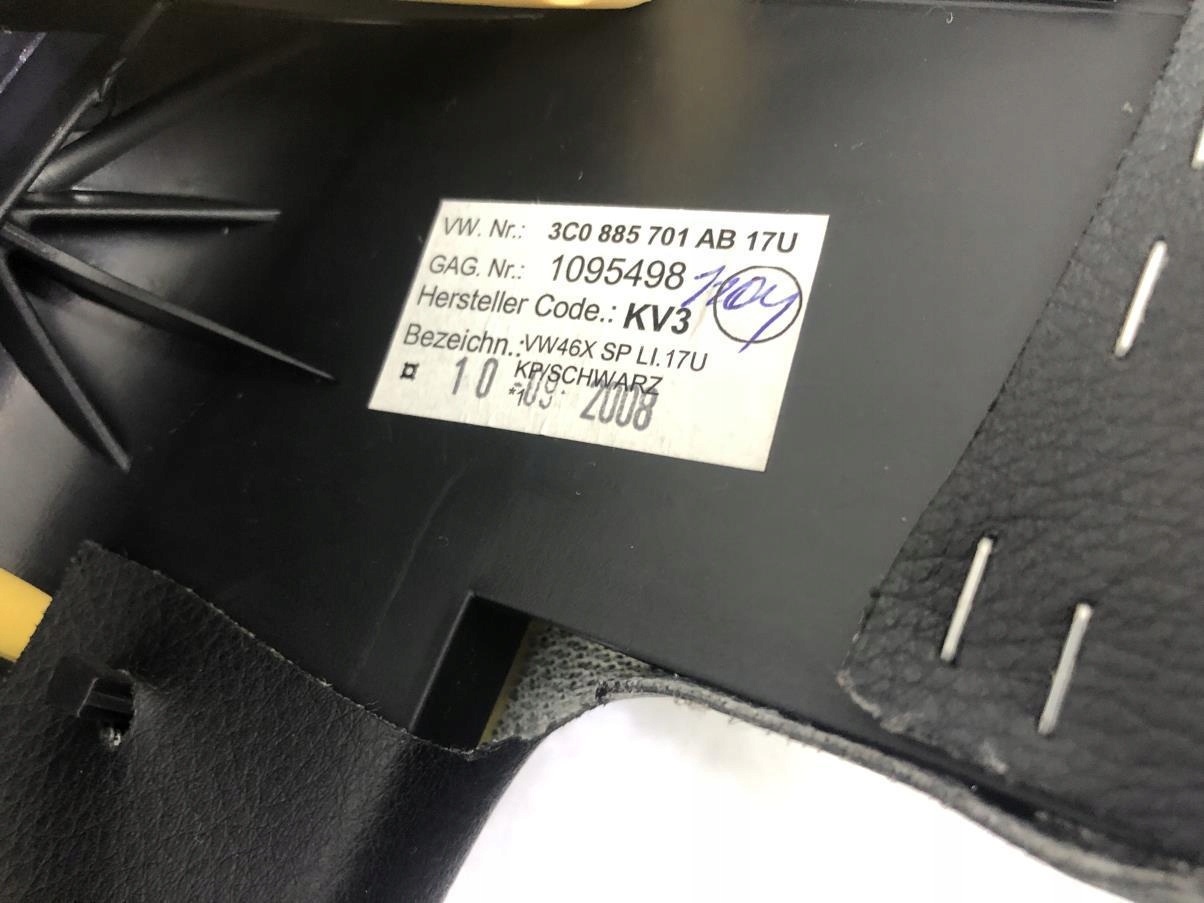 VW. Nr.: 3C0 885 701 AB 17U
GAG. Nr.: 1095498
Hersteller Code.: KV3
Bezeichn.: VW46X SP LI.17U
KP/SCHWARZ
*1*
10 -09. 2008